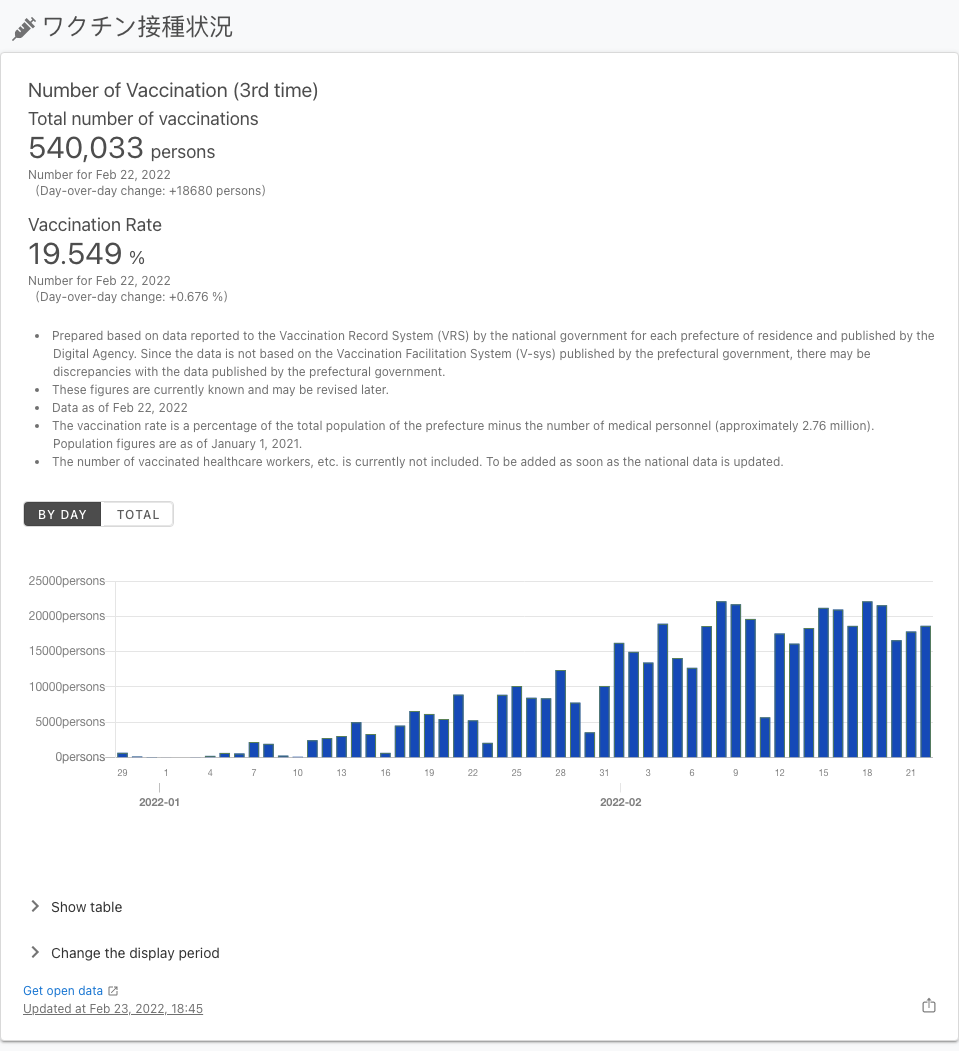 ワクチン接種状況
Number of Vaccination (3rd time)
Total number of vaccinations
540,033 persons
Number for Feb 22, 2022
(Day-over-day change: +18680 persons)
Vaccination Rate
19.549 %
Number for Feb 22, 2022
(Day-over-day change: +0.676 %)
• Prepared based on data reported to the Vaccination Record System (VRS) by the national government for each prefecture of residence and published by the
Digital Agency. Since the data is not based on the Vaccination Facilitation System (V-sys) published by the prefectural government, there may be
discrepancies with the data published by the prefectural government.
• These figures are currently known and may be revised later.
• Data as of Feb 22, 2022
• The vaccination rate is a percentage of the total population of the prefecture minus the number of medical personnel (approximately 2.76 million).
Population figures are as of January 1, 2021.
• The number of vaccinated healthcare workers, etc. is currently not included. To be added as soon as the national data is updated.
BY DAY TOTAL
25000persons
20000persons
15000persons
10000persons
5000persons
0persons
29 1 4 7 10 13 16 19 22 25 28 31 3 6 9 12 15 18 21
2022-01 2022-02
Show table
Change the display period
Get open data
Updated at Feb 23, 2022, 18:45